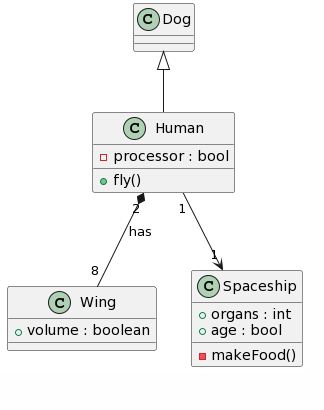 C Dog
C Human
processor : bool
fly()
2
1
has
8
1
C Wing
volume : boolean
C Spaceship
organs : int
age : bool
makeFood()